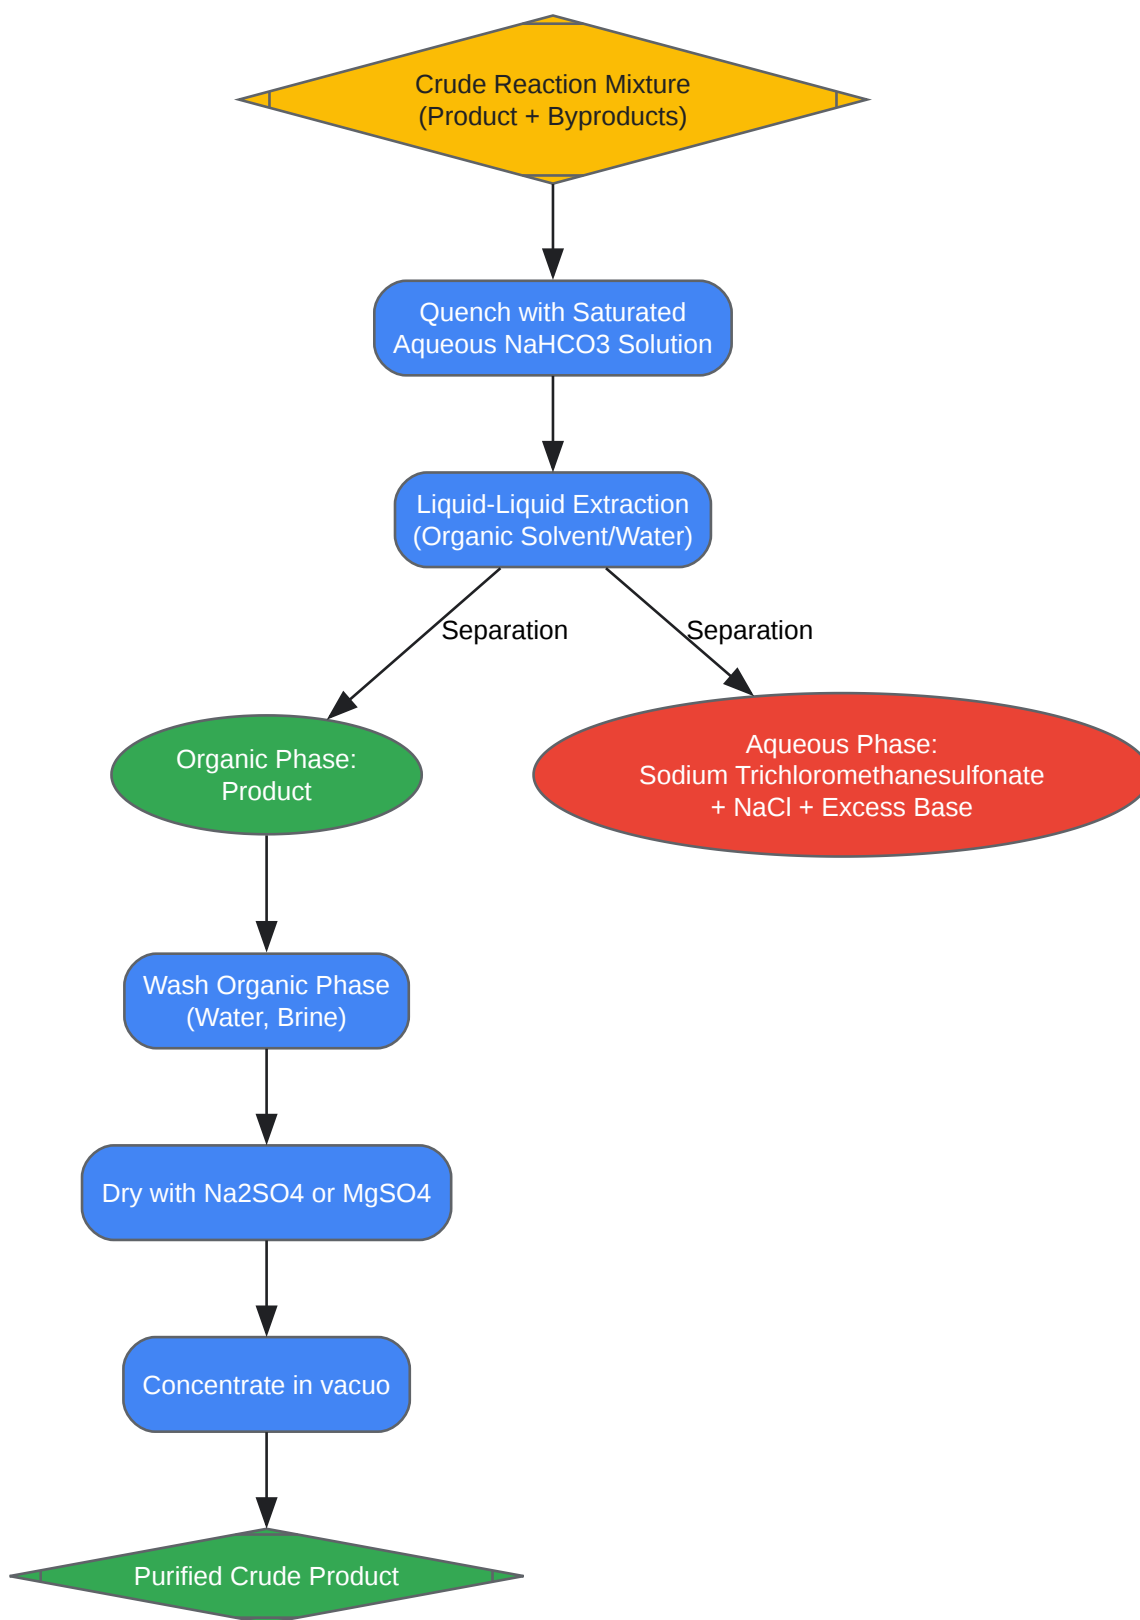 Crude Reaction Mixture
(Product + Byproducts)
Quench with Saturated
Aqueous NaHCO3 Solution
Liquid-Liquid Extraction
(Organic Solvent/Water)
Separation
Separation
Organic Phase:
Product
Aqueous Phase:
Sodium Trichloromethanesulfonate
+ NaCl + Excess Base
Wash Organic Phase
(Water, Brine)
Dry with Na2SO4 or MgSO4
Concentrate in vacuo
Purified Crude Product